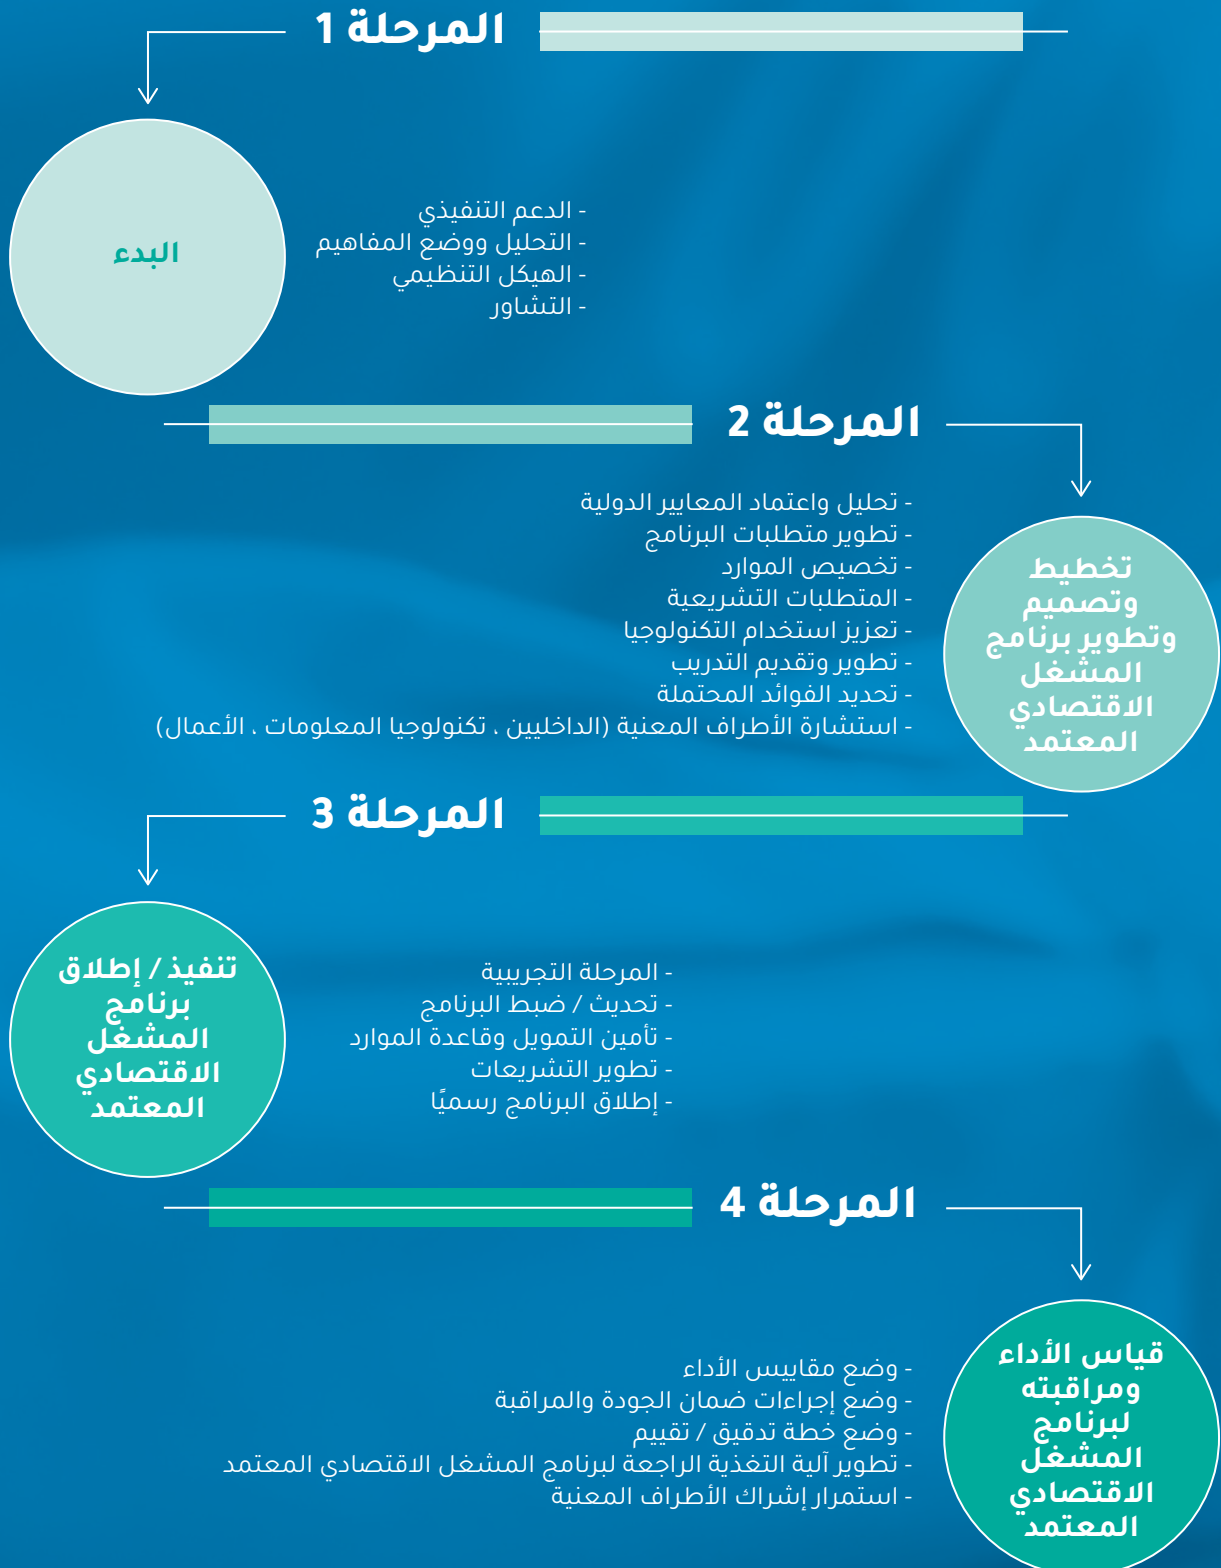 المرحلة 1
البدء
- الدعم التنفيذي
- التحليل ووضع المفاهيم
- الهيكل التنظيمي
- التشاور
المرحلة 2
تخطيط
وتصميم
وتطوير برنامج
المشغل
الاقتصادي
المعتمد
- تحليل واعتماد المعايير الدولية
- تطوير متطلبات البرنامج
- تخصيص الموارد
- المتطلبات التشريعية
- تعزيز استخدام التكنولوجيا
- تطوير وتقديم التدريب
- تحديد الفوائد المحتملة
- استشارة الأطراف المعنية (الداخليين ، تكنولوجيا المعلومات ، الأعمال)
المرحلة 3
تنفيذ / إطلاق
برنامج
المشغل
الاقتصادي
المعتمد
- المرحلة التجريبية
- تحديث / ضبط البرنامج
- تأمين التمويل وقاعدة الموارد
- تطوير التشريعات
- إطلاق البرنامج رسميًا
المرحلة 4
قياس الأداء
ومراقبته
لبرنامج
المشغل
الاقتصادي
المعتمد
- وضع مقاييس الأداء
- وضع إجراءات ضمان الجودة والمراقبة
- وضع خطة تدقيق / تقييم
- تطوير آلية التغذية الراجعة لبرنامج المشغل الاقتصادي المعتمد
- استمرار إشراك الأطراف المعنية